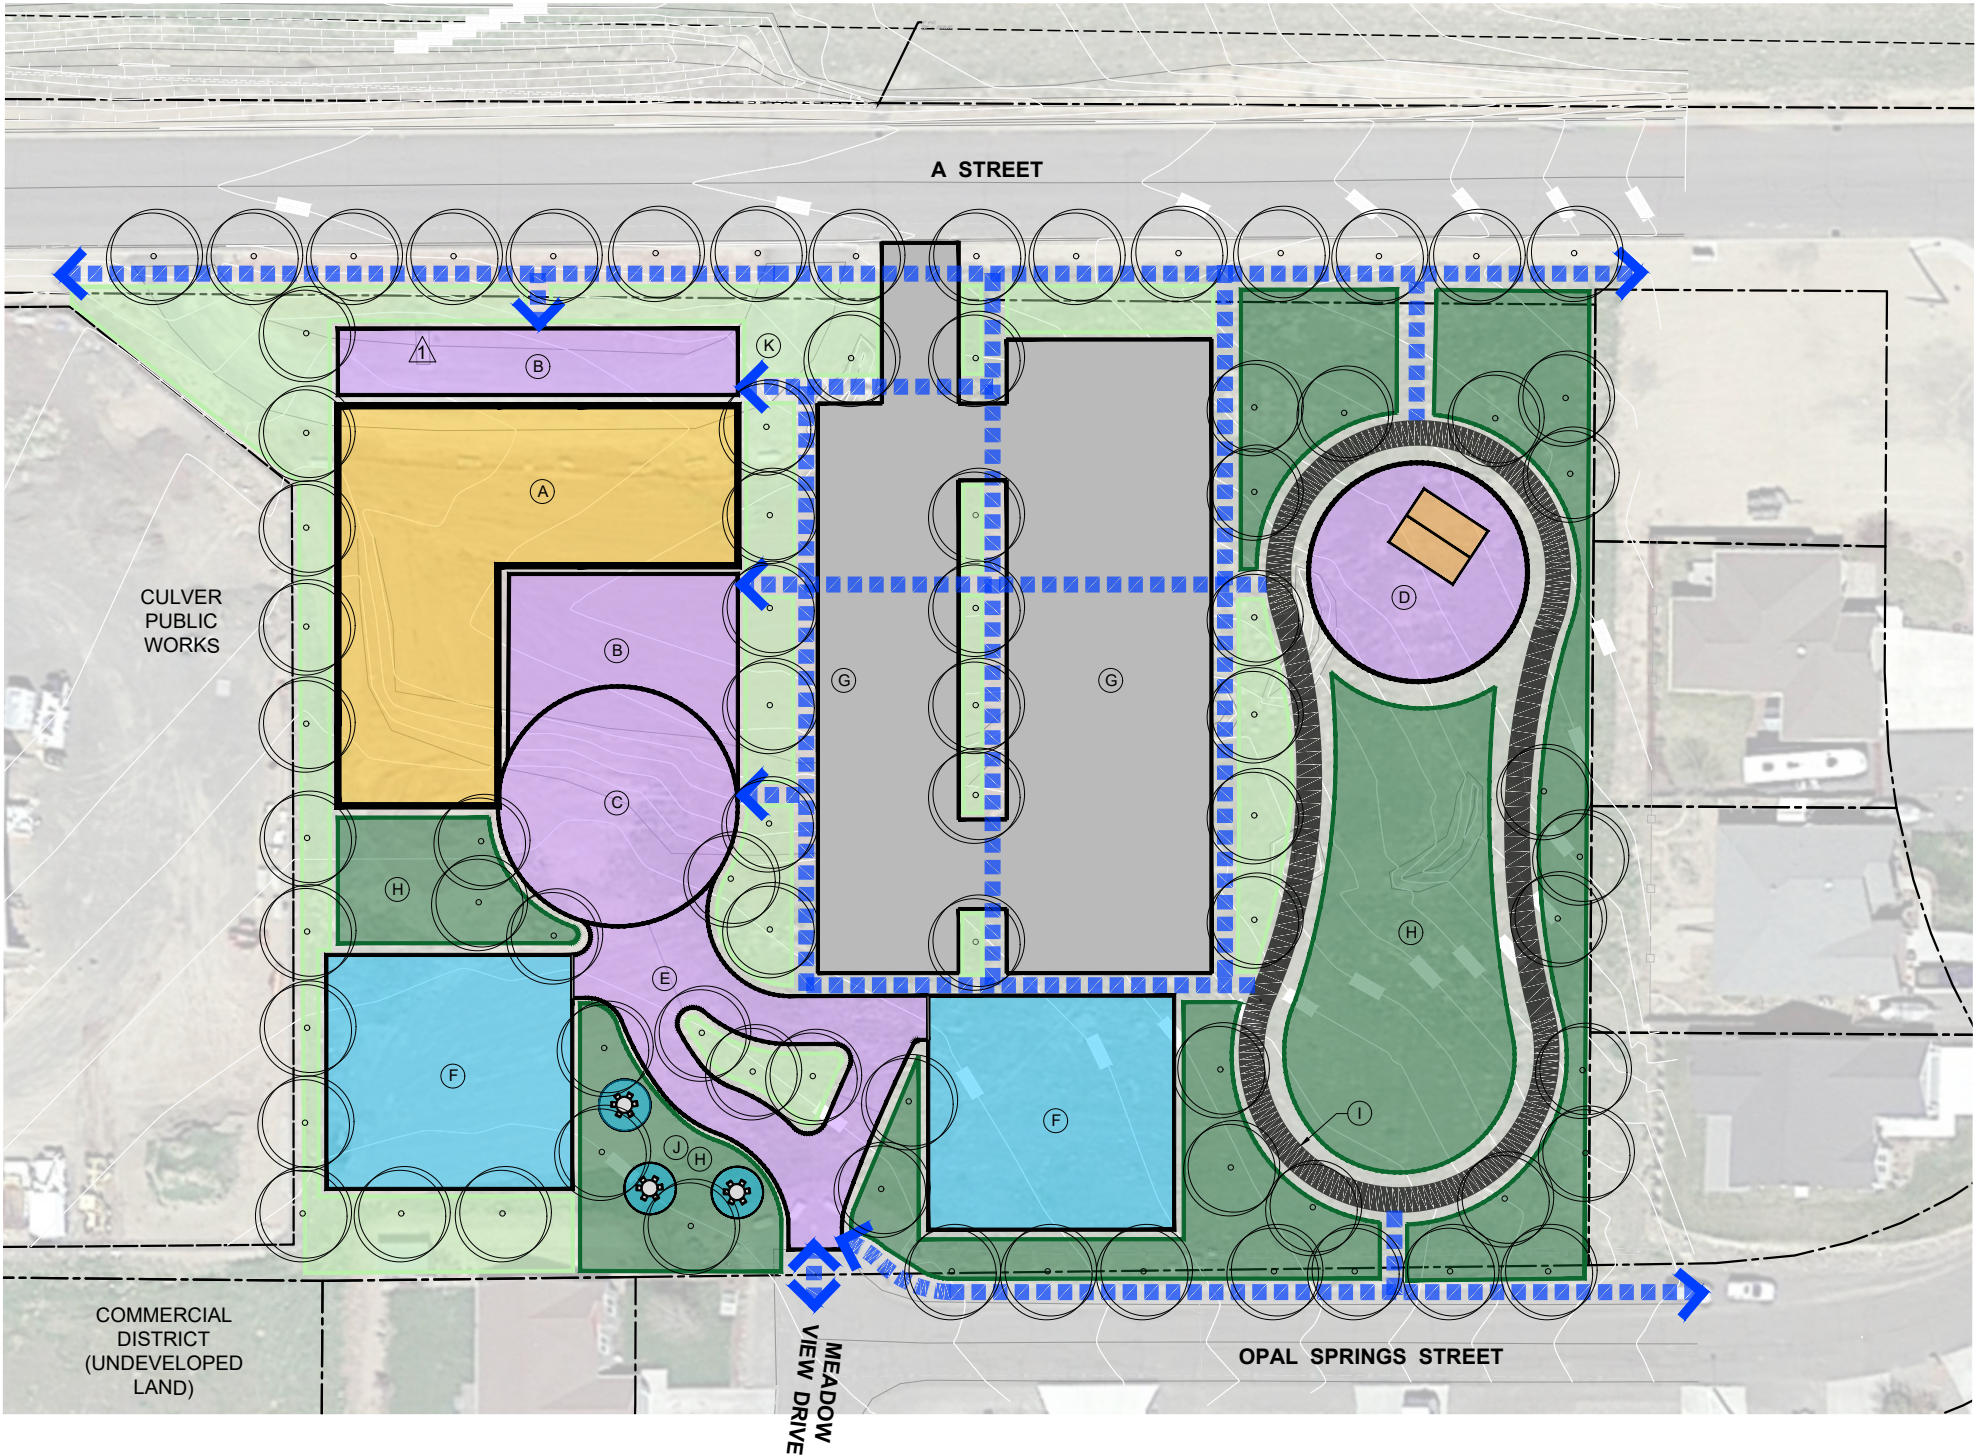 A STREET
K
1
B
A
CULVER
PUBLIC
WORKS
D
B
G
G
C
H
H
E
F
I
F
J
H
COMMERCIAL
DISTRICT
(UNDEVELOPED
LAND)
MEADOW
VIEW DRIVE
OPAL SPRINGS STREET